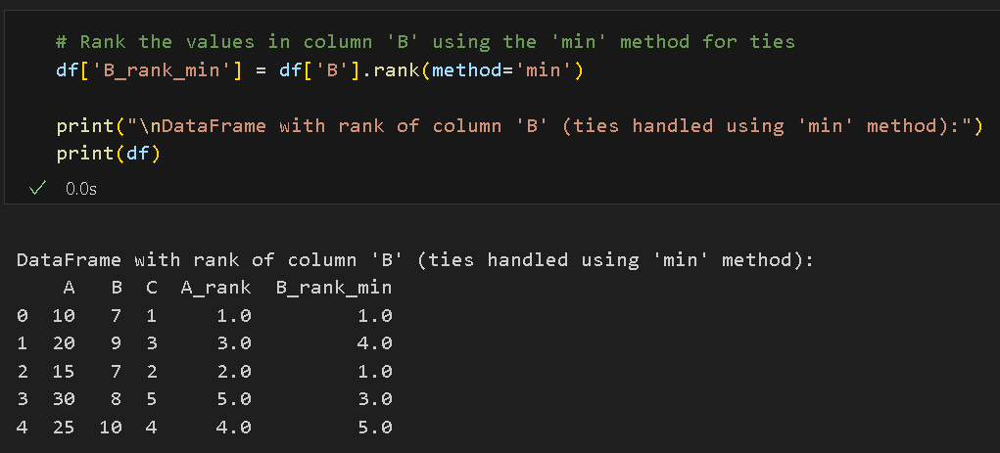 # Rank the values in column 'B' using the 'min' method for ties
df['B_rank_min'] = df['B'].rank(method='min')
print("\nDataFrame with rank of column 'B' (ties handled using 'min' method):")
print(df)
0.0s
DataFrame with rank of column 'B' (ties handled using 'min' method):
A B C A_rank B_rank_min
0 10 7 1 1.0 1.0
1 20 9 3 3.0 4.0
2 15 7 2 2.0 1.0
3 30 8 5 5.0 3.0
4 25 10 4 4.0 5.0